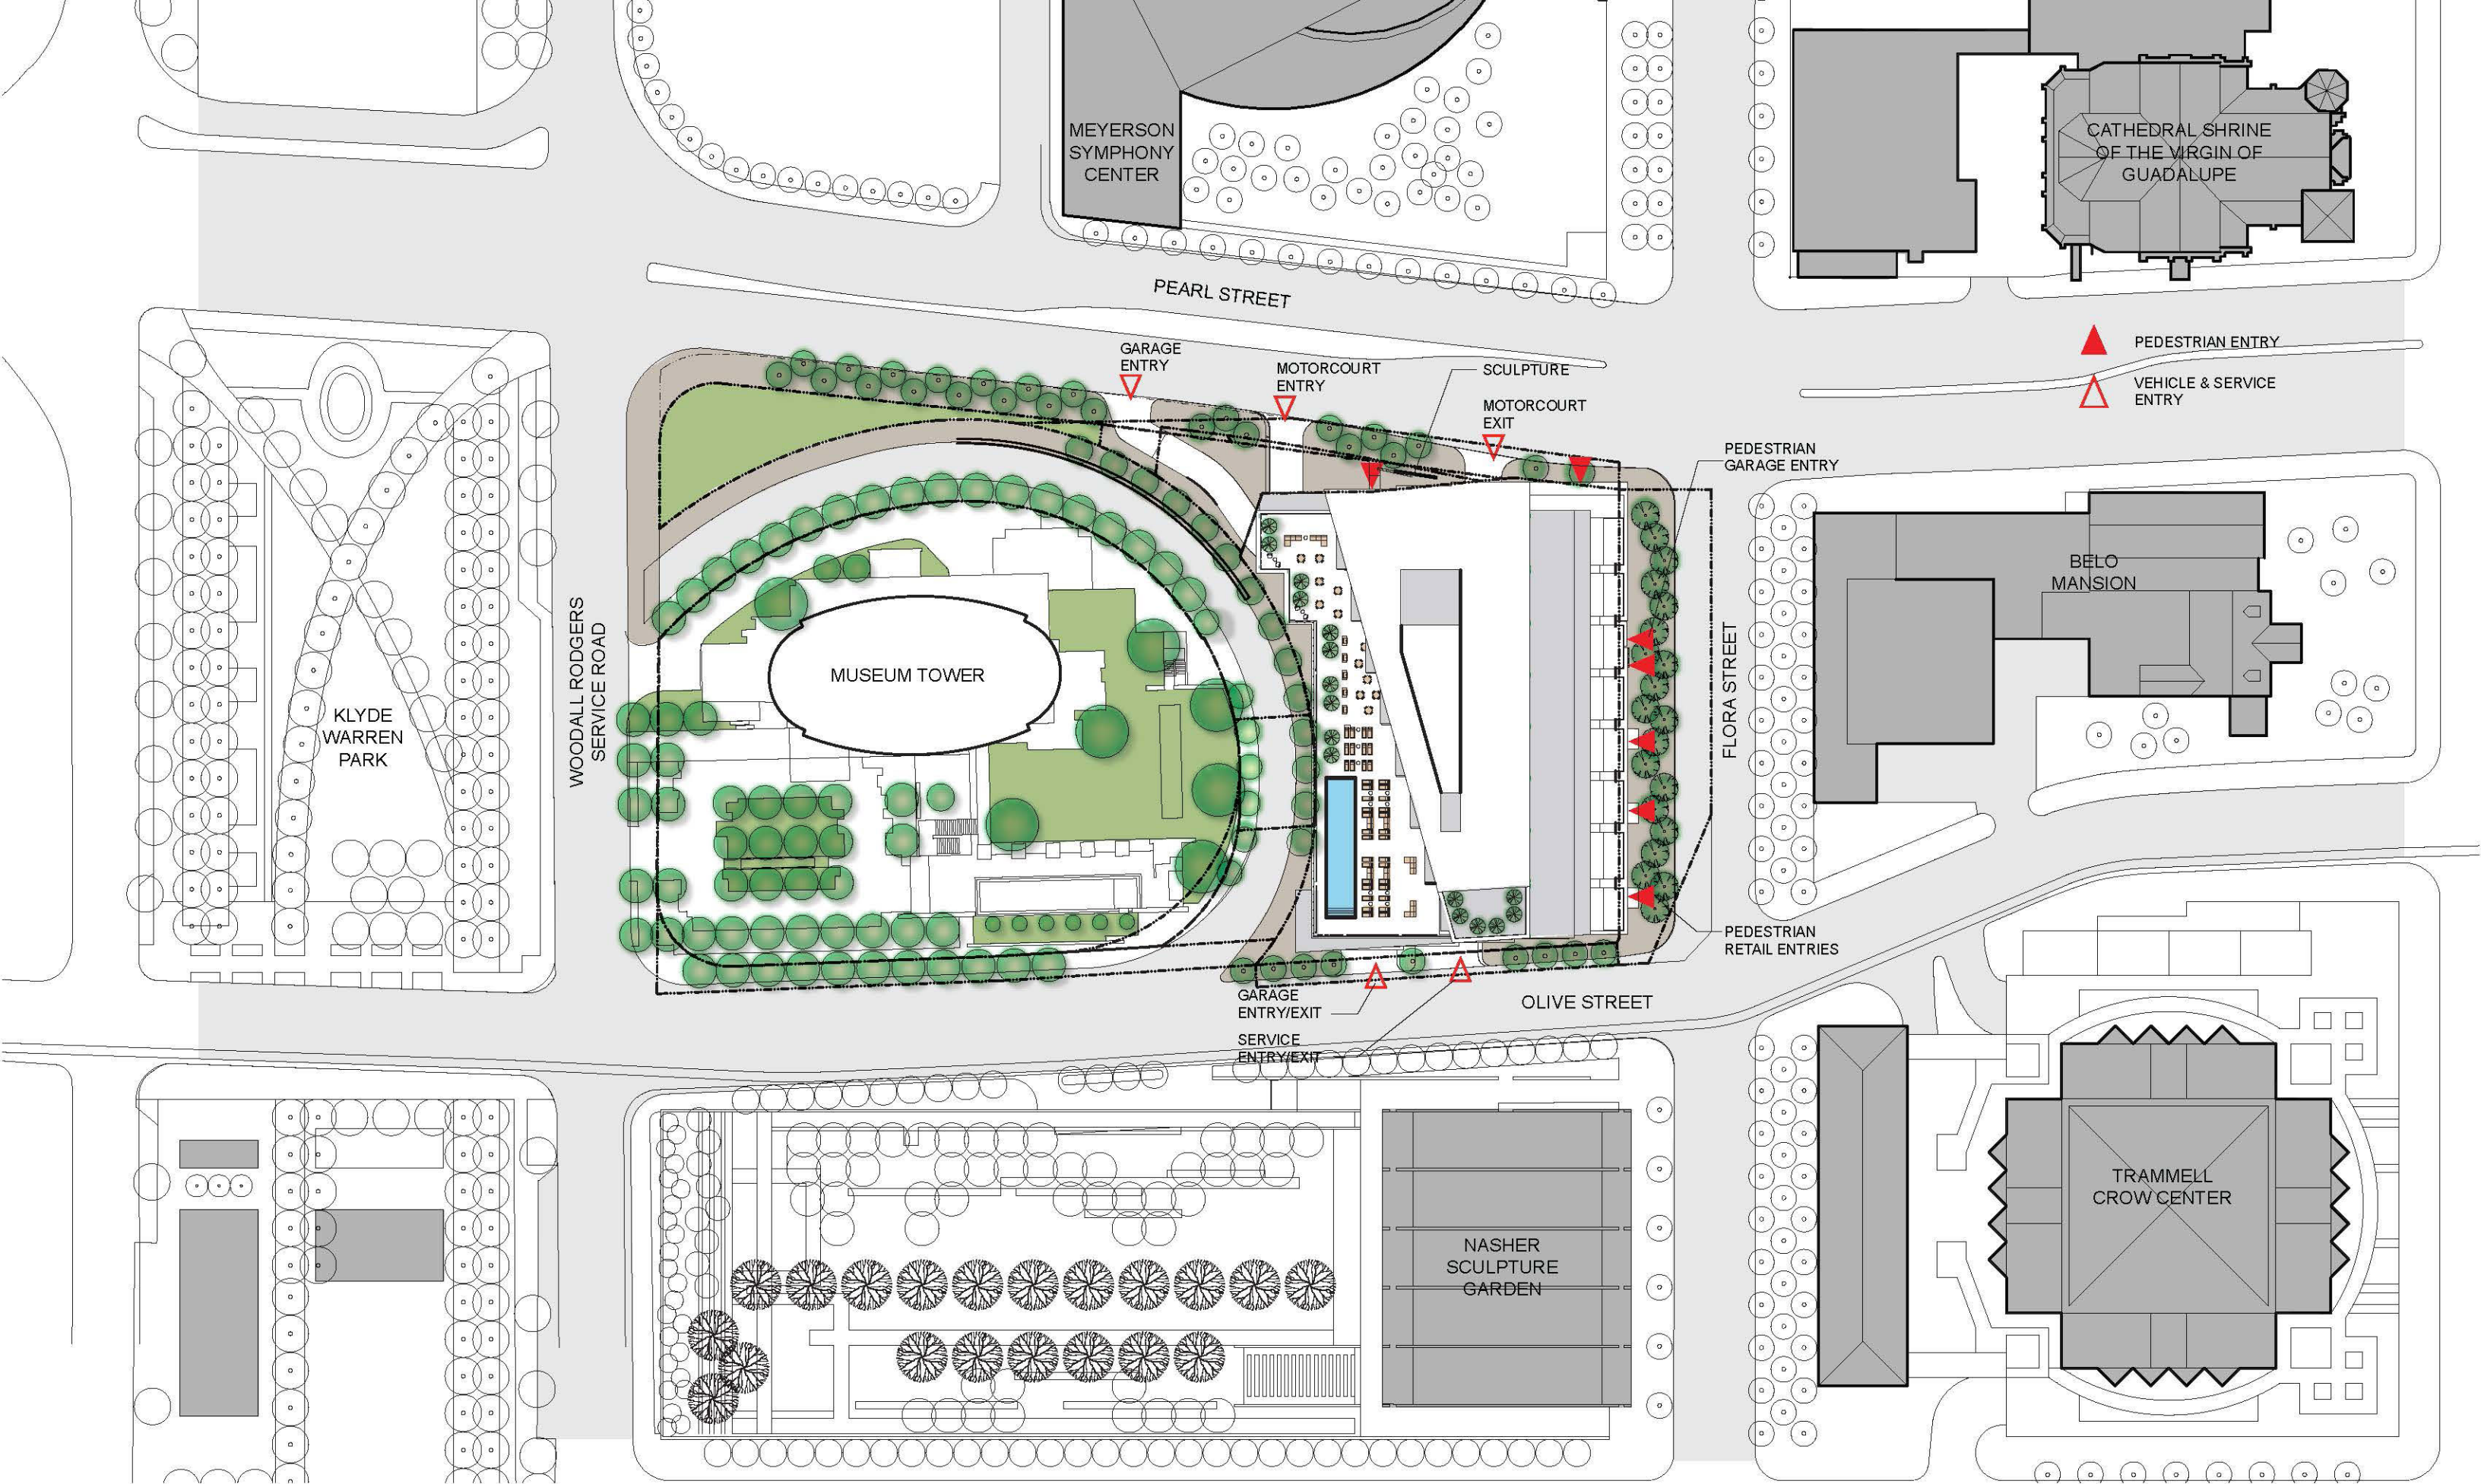 MEYERSON
SYMPHONY
CENTER
CATHEDRAL SHRINE
OF THE VIRGIN OF
GUADALUPE
PEARL STREET
PEDESTRIAN ENTRY
VEHICLE & SERVICE
ENTRY
GARAGE
ENTRY
MOTORCOURT
ENTRY
SCULPTURE
MOTORCOURT
EXIT
PEDESTRIAN
GARAGE ENTRY
BELO
MANSION
WOODALL RODGERS
SERVICE ROAD
MUSEUM TOWER
FLORA STREET
KLYDE
WARREN
PARK
PEDESTRIAN
RETAIL ENTRIES
GARAGE
ENTRY/EXIT
OLIVE STREET
SERVICE
ENTRY/EXIT
TRAMMELL
CROW CENTER
NASHER
SCULPTURE
GARDEN